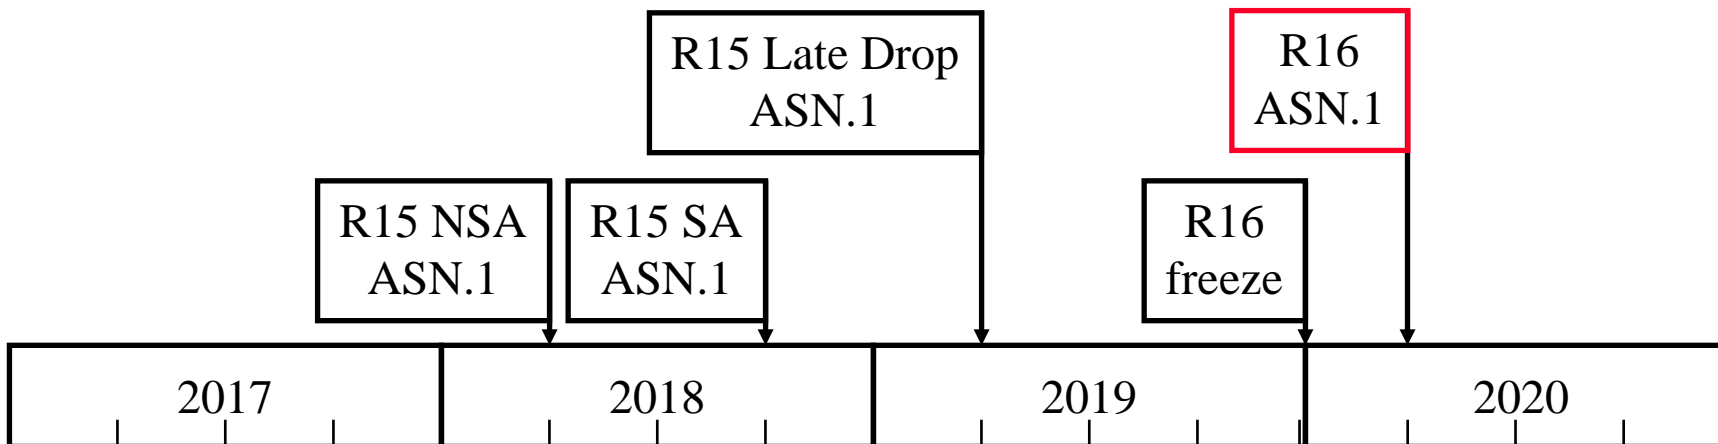 R15 Late Drop
ASN.1
R16
ASN.1
R15 NSA
ASN.1
R15 SA
ASN.1
R16
freeze
2017
2018
2019
2020